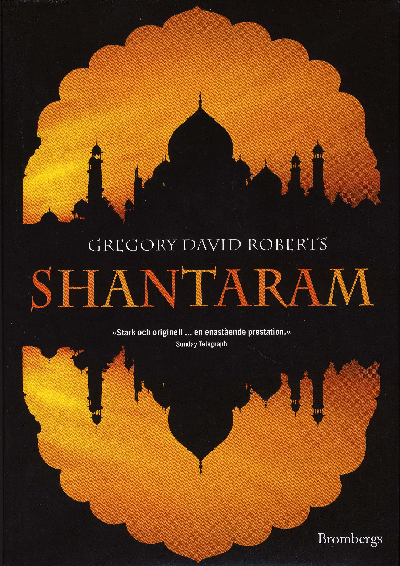 GREGORY DAVID ROBERTS
SHANTARAM
»Stark och originell ... en enastående prestation.«
Sunday Telegraph
Brombergs